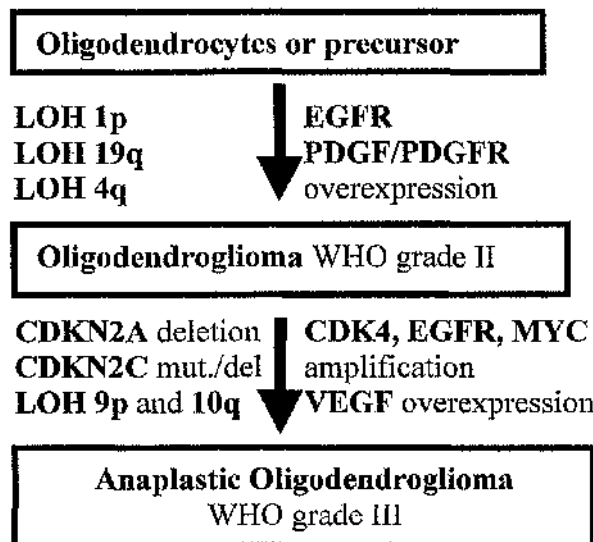 Oligodendrocytes or precursor
LOH 1p
LOH 19q
LOH 4q
EGFR
PDGF/PDGFR
overexpression
Oligodendroglioma WHO grade II
CDKN2A deletion
CDKN2C mut./del
LOH 9p and 10q
CDK4, EGFR, MYC
amplification
VEGF overexpression
Anaplastic Oligodendroglioma
WHO grade III